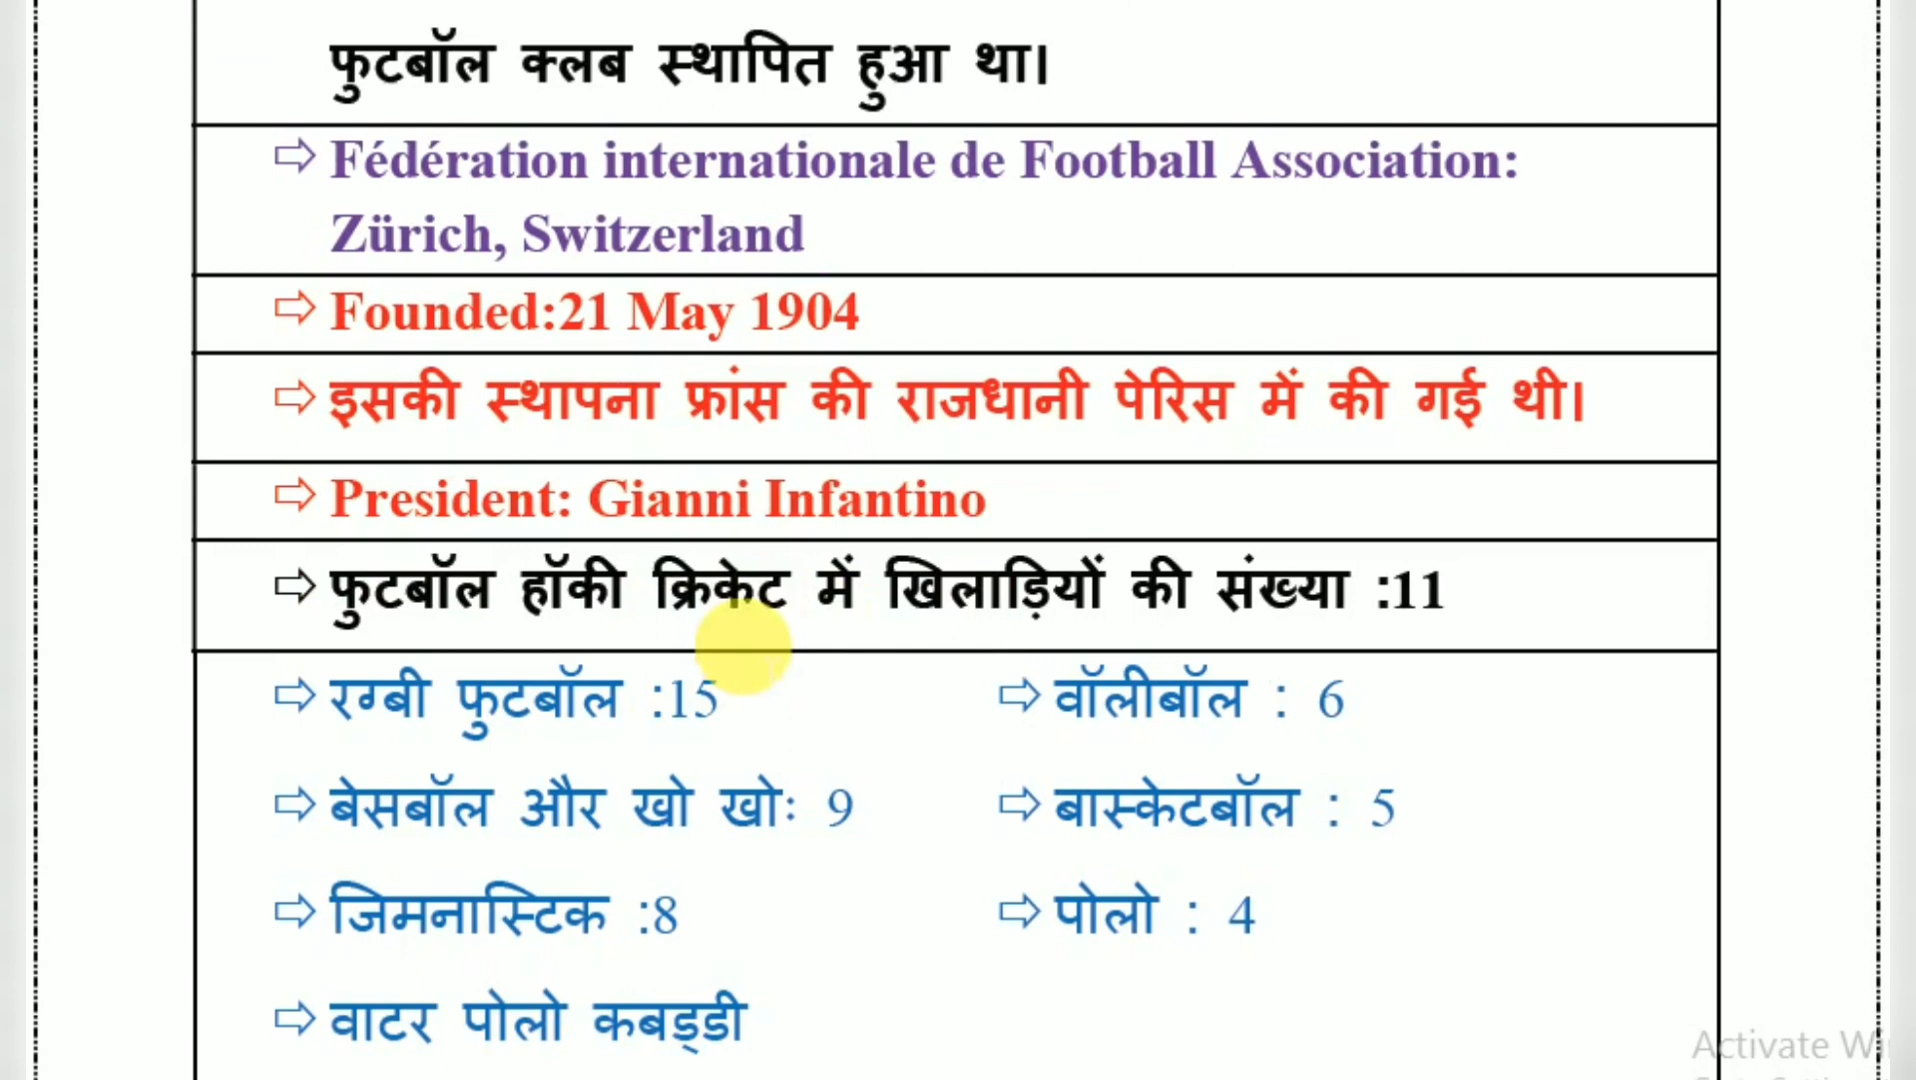 फुटबॉल क्लब स्थापित हुआ था।
⇨ Fédération internationale de Football Association:
Zürich, Switzerland
⇨ Founded:21 May 1904
⇨ इसकी स्थापना फ्रांस की राजधानी पेरिस में की गई थी।
⇨ President: Gianni Infantino
⇨ फुटबॉल हॉकी क्रिकेट में खिलाड़ियों की संख्या :11
⇨ रग्बी फुटबॉल :15
⇨ वॉलीबॉल : 6
⇨ बेसबॉल और खो खोः 9
⇨ बास्केटबॉल : 5
⇨ जिमनास्टिक :8
⇨ पोलो : 4
⇨ वाटर पोलो कबड्डी
Activate Wi